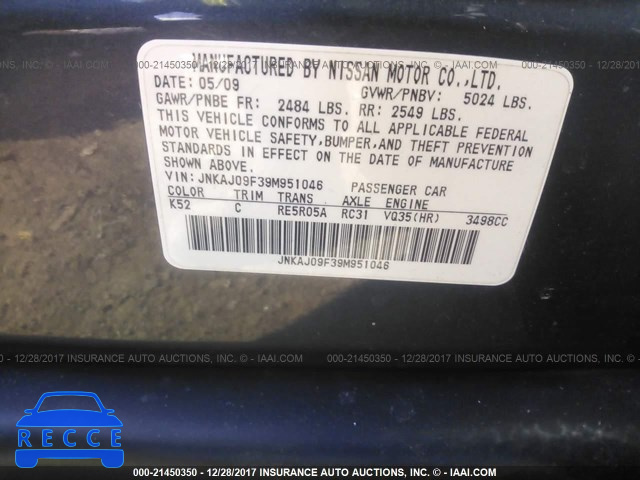 MANUFACTURED BY NISSAN MOTOR CO.,LTD.
DATE: 05/09 GVWR/PNBV: 5024 LBS.
GAWR/PNBE FR: 2484 LBS. RR: 2549 LBS.
THIS VEHICLE CONFORMS TO ALL APPLICABLE FEDERAL
MOTOR VEHICLE SAFETY, BUMPER, AND THEFT PREVENTION
STANDARDS IN EFFECT ON THE DATE OF MANUFACTURE
SHOWN ABOVE.
VIN: JNKAJ09F39M951046 PASSENGER CAR
COLOR TRIM TRANS AXLE ENGINE
K52 C RE5R05A RC31 VQ35(HR) 3498CC
JNKAJ09F39M951046
000-21450350 - 12/28/2017 INSURANCE AUTO AUCTIONS, INC. - © IAAI.COM
RECCE
000-21450350 - 12/28/2017 INSURANCE AUTO AUCTIONS, INC. - © IAAI.COM